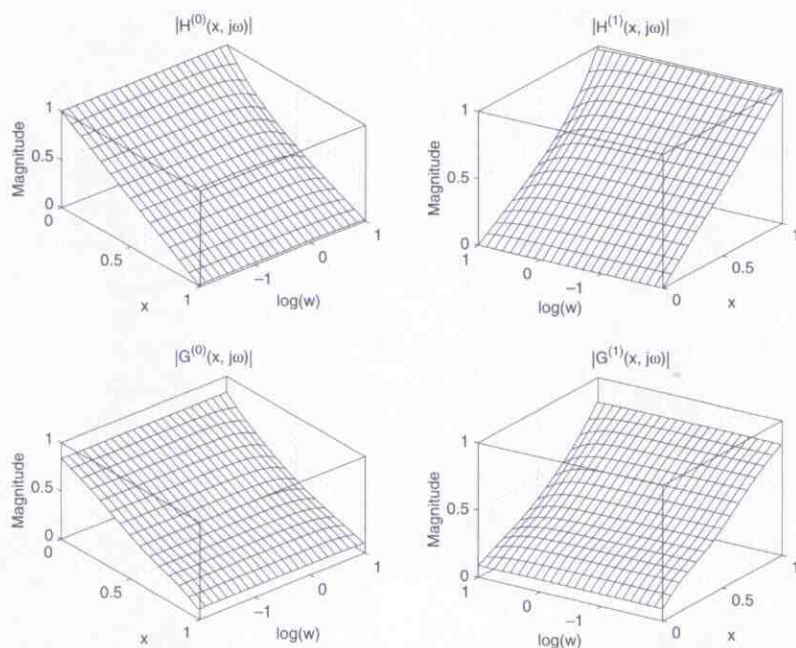 |H(0)(x, jω)|
1
0.5
0
Magnitude
0
0.5
1
x
−1
0
1
log(w)
|H(1)(x, jω)|
1
0.5
0
Magnitude
1
0
−1
0
log(w)
0.5
1
x
|G(0)(x, jω)|
1
0.5
0
Magnitude
0
0.5
1
x
−1
0
1
log(w)
|G(1)(x, jω)|
1
0.5
0
Magnitude
1
0
−1
0
log(w)
0.5
1
x